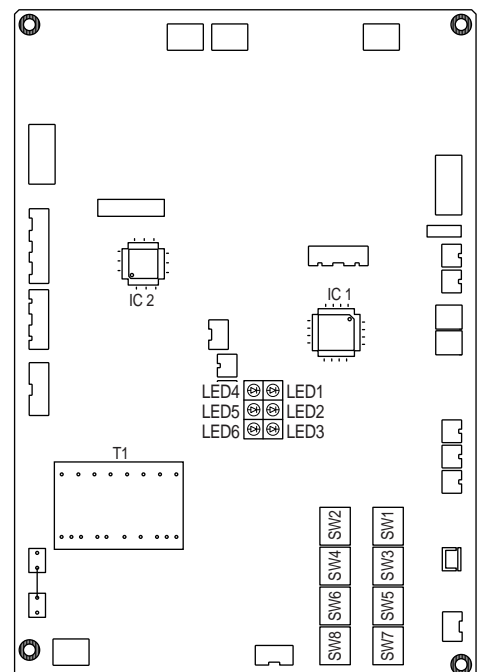 IC 2
IC 1
LED4 LED1
LED5 LED2
LED6 LED3
T1
SW2 SW1
SW4 SW3
SW6 SW5
SW8 SW7